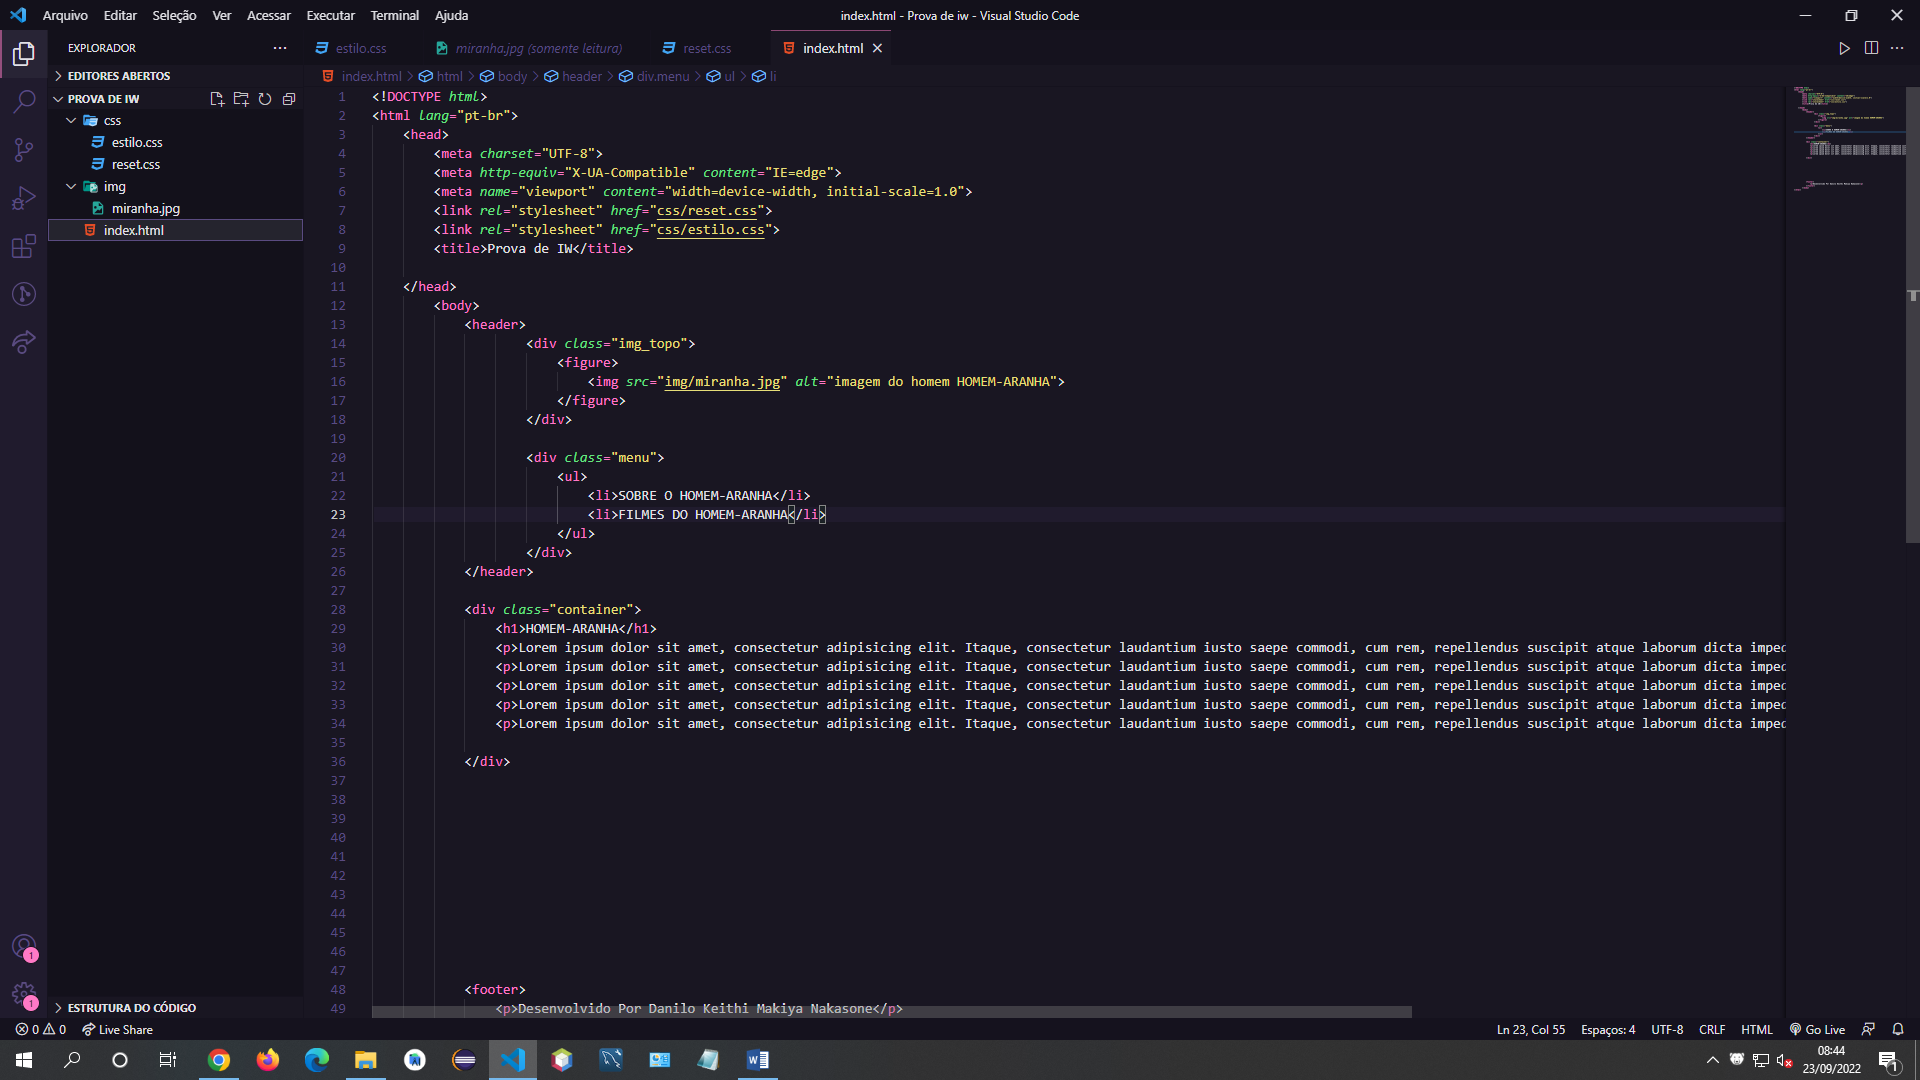 Arquivo Editar Seleção Ver Acessar Executar Terminal Ajuda
index.html - Prova de iw - Visual Studio Code
EXPLORADOR
estilo.css miranha.jpg (somente leitura) reset.css index.html
EDITORES ABERTOS
index.html > html > body > header > div.menu > ul > li
PROVA DE IW
css
estilo.css
reset.css
img
miranha.jpg
index.html
ESTRUTURA DO CÓDIGO
1 <!DOCTYPE html>
2 <html lang="pt-br">
3 <head>
4 <meta charset="UTF-8">
5 <meta http-equiv="X-UA-Compatible" content="IE=edge">
6 <meta name="viewport" content="width=device-width, initial-scale=1.0">
7 <link rel="stylesheet" href="css/reset.css">
8 <link rel="stylesheet" href="css/estilo.css">
9 <title>Prova de IW</title>
10
11 </head>
12 <body>
13 <header>
14 <div class="img_topo">
15 <figure>
16 <img src="img/miranha.jpg" alt="imagem do homem HOMEM-ARANHA">
17 </figure>
18 </div>
19
20 <div class="menu">
21 <ul>
22 <li>SOBRE O HOMEM-ARANHA</li>
23 <li>FILMES DO HOMEM-ARANHA</li>
24 </ul>
25 </div>
26 </header>
27
28 <div class="container">
29 <h1>HOMEM-ARANHA</h1>
30 <p>Lorem ipsum dolor sit amet, consectetur adipisicing elit. Itaque, consectetur laudantium iusto saepe commodi, cum rem, repellendus suscipit atque laborum dicta imped
31 <p>Lorem ipsum dolor sit amet, consectetur adipisicing elit. Itaque, consectetur laudantium iusto saepe commodi, cum rem, repellendus suscipit atque laborum dicta imped
32 <p>Lorem ipsum dolor sit amet, consectetur adipisicing elit. Itaque, consectetur laudantium iusto saepe commodi, cum rem, repellendus suscipit atque laborum dicta imped
33 <p>Lorem ipsum dolor sit amet, consectetur adipisicing elit. Itaque, consectetur laudantium iusto saepe commodi, cum rem, repellendus suscipit atque laborum dicta imped
34 <p>Lorem ipsum dolor sit amet, consectetur adipisicing elit. Itaque, consectetur laudantium iusto saepe commodi, cum rem, repellendus suscipit atque laborum dicta imped
35
36 </div>
37
38
39
40
41
42
43
44
45
46
47
48 <footer>
49 <p>Desenvolvido Por Danilo Keithi Makiya Nakasone</p>
1
1
0 0 Live Share
Ln 23, Col 55 Espaços: 4 UTF-8 CRLF HTML Go Live
08:44
23/09/2022
1